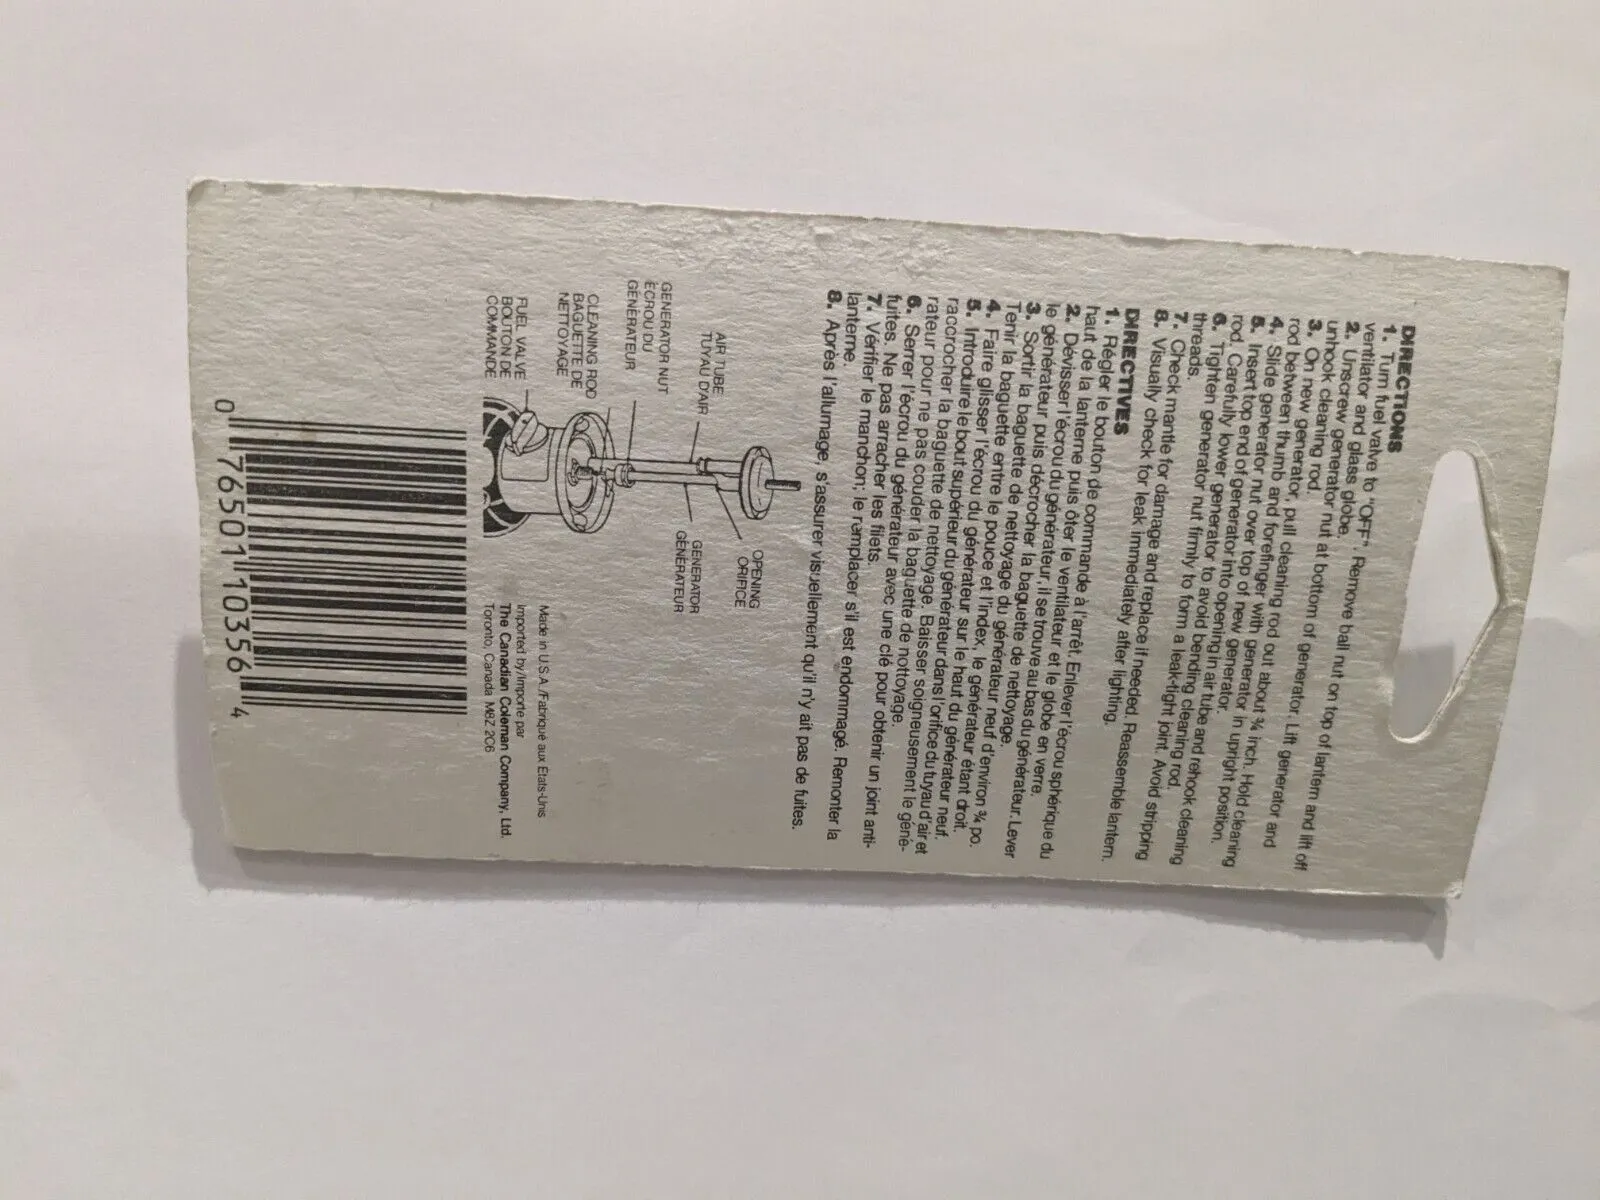 DIRECTIONS
1. Turn fuel valve to "OFF". Remove ball nut on top of lantern and lift off
ventilator and glass globe.
2. Unscrew generator nut at bottom of generator. Lift generator and
unhook cleaning rod.
3. On new generator, pull cleaning rod out about ¾ inch. Hold cleaning
rod between thumb and forefinger with generator in upright position.
4. Slide generator nut over top of new generator.
5. Insert top end of generator into opening in air tube and rehook cleaning
rod. Carefully lower generator to avoid bending cleaning rod.
6. Tighten generator nut firmly to form a leak-tight joint. Avoid stripping
threads.
7. Check mantle for damage and replace if needed. Reassemble lantern.
8. Visually check for leak immediately after lighting.
DIRECTIVES
1. Régler le bouton de commande à l'arrêt. Enlever l'écrou sphérique du
haut de la lanterne puis ôter le ventilateur et le globe en verre.
2. Dévisser l'écrou du générateur, il se trouve au bas du générateur. Lever
le générateur puis décrocher la baguette de nettoyage.
3. Sortir la baguette de nettoyage du générateur neuf d'environ ¾ po.
Tenir la baguette entre le pouce et l'index, le générateur étant droit.
4. Faire glisser l'écrou du générateur sur le haut du générateur neuf.
5. Introduire le bout supérieur du générateur dans l'orifice du tuyau d'air et
raccrocher la baguette de nettoyage. Baisser soigneusement le géné-
rateur pour ne pas couder la baguette de nottoyage.
6. Serrer l'écrou du générateur avec une clé pour obtenir un joint anti-
fuites. Ne pas arracher les filets.
7. Vérifier le manchon; le remplacer s'il est endommagé. Remonter la
lanterne.
8. Après l'allumage, s'assurer visuellement qu'il n'y ait pas de fuites.
OPENING
ORIFICE
AIR TUBE
TUYAU D'AIR
GENERATOR
GÉNÉRATEUR
GENERATOR NUT
ÉCROU DU
GÉNÉRATEUR
CLEANING ROD
BAGUETTE DE
NETTOYAGE
FUEL VALVE
BOUTON DE
COMMANDE
Made in U.S.A./Fabriqué aux États-Unis
Imported by/Importé par
The Canadian Coleman Company, Ltd.
Toronto, Canada M8Z 2C6
0 76501 10356 4